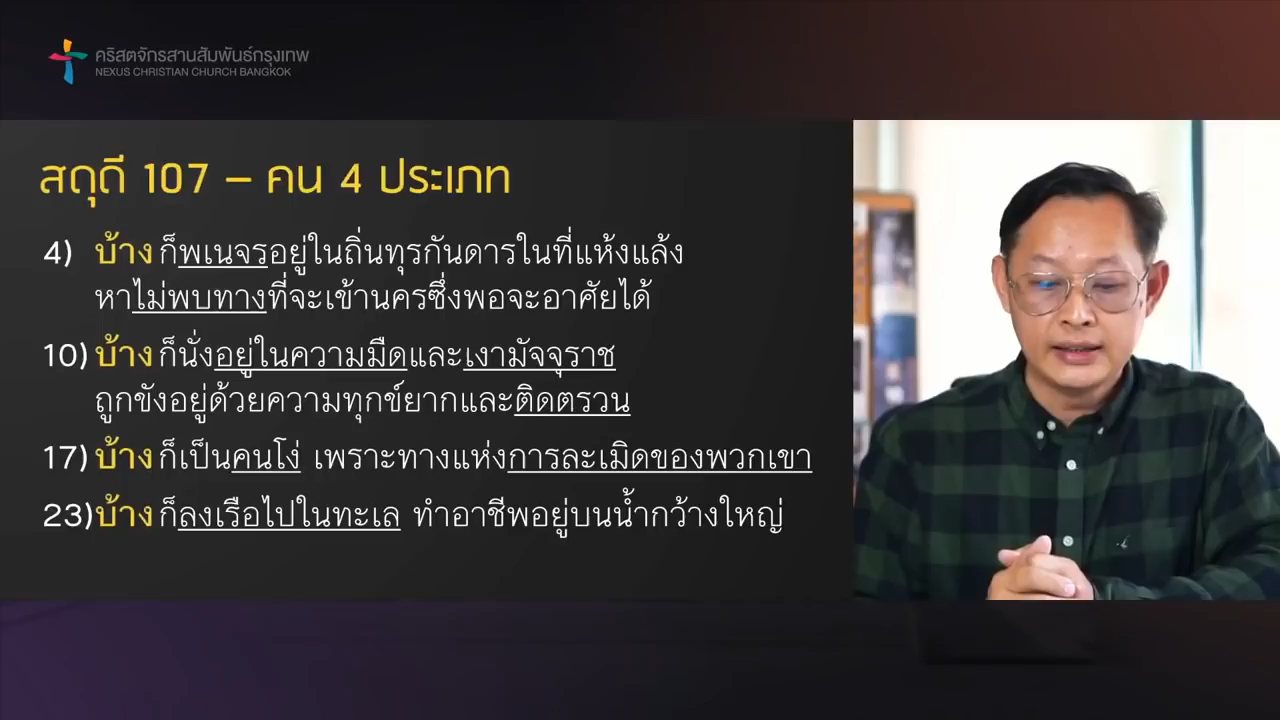 คริสตจักรสานสัมพันธ์กรุงเทพ
NEXUS CHRISTIAN CHURCH BANGKOK
สดุดี 107 – คน 4 ประเภท
4) บ้าง ก็พเนจรอยู่ในถิ่นทุรกันดารในที่แห้งแล้ง
หาไม่พบทางที่จะเข้านครซึ่งพอจะอาศัยได้
10) บ้าง ก็นั่งอยู่ในความมืดและเงามัจจุราช
ถูกขังอยู่ด้วยความทุกข์ยากและติดตรวน
17) บ้าง ก็เป็นคนโง่ เพราะทางแห่งการละเมิดของพวกเขา
23) บ้าง ก็ลงเรือไปในทะเล ทำอาชีพอยู่บนน้ำกว้างใหญ่